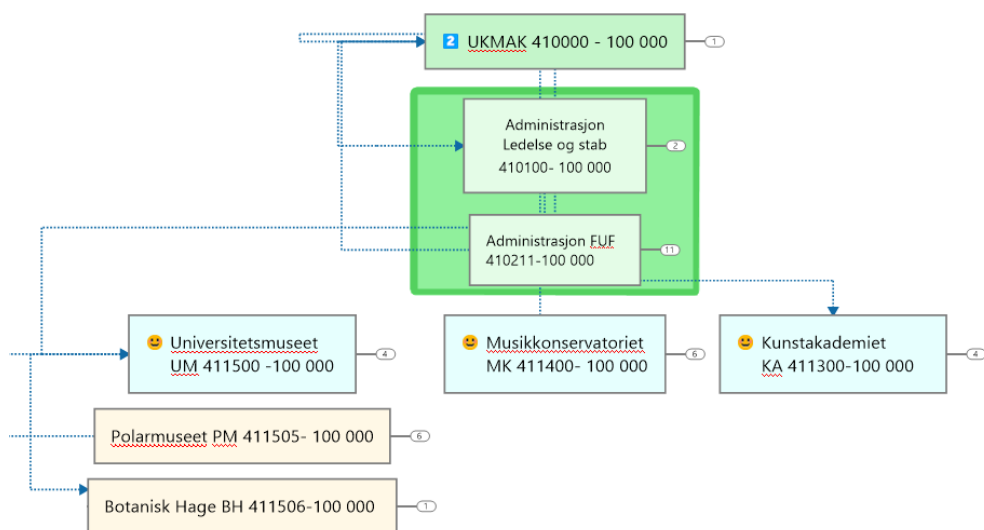 2 UKMAK 410000 - 100 000
1
Administrasjon
Ledelse og stab
410100- 100 000
2
Administrasjon FUF
410211-100 000
11
Universitetsmuseet
UM 411500 -100 000
4
Musikkonservatoriet
MK 411400- 100 000
6
Kunstakademiet
KA 411300-100 000
4
Polarmuseet PM 411505- 100 000
6
Botanisk Hage BH 411506-100 000
1